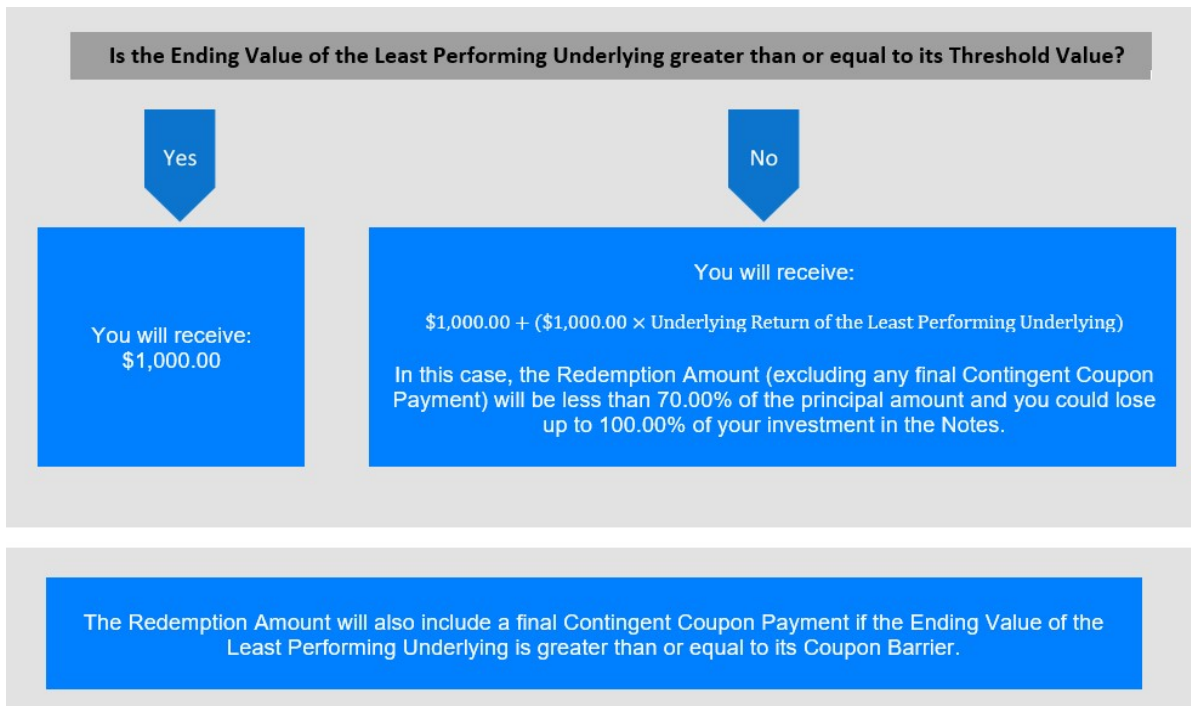 Is the Ending Value of the Least Performing Underlying greater than or equal to its Threshold Value?
Yes
No
You will receive:
$1,000.00
You will receive:
$1,000.00 + ($1,000.00 × Underlying Return of the Least Performing Underlying)
In this case, the Redemption Amount (excluding any final Contingent Coupon
Payment) will be less than 70.00% of the principal amount and you could lose
up to 100.00% of your investment in the Notes.
The Redemption Amount will also include a final Contingent Coupon Payment if the Ending Value of the
Least Performing Underlying is greater than or equal to its Coupon Barrier.